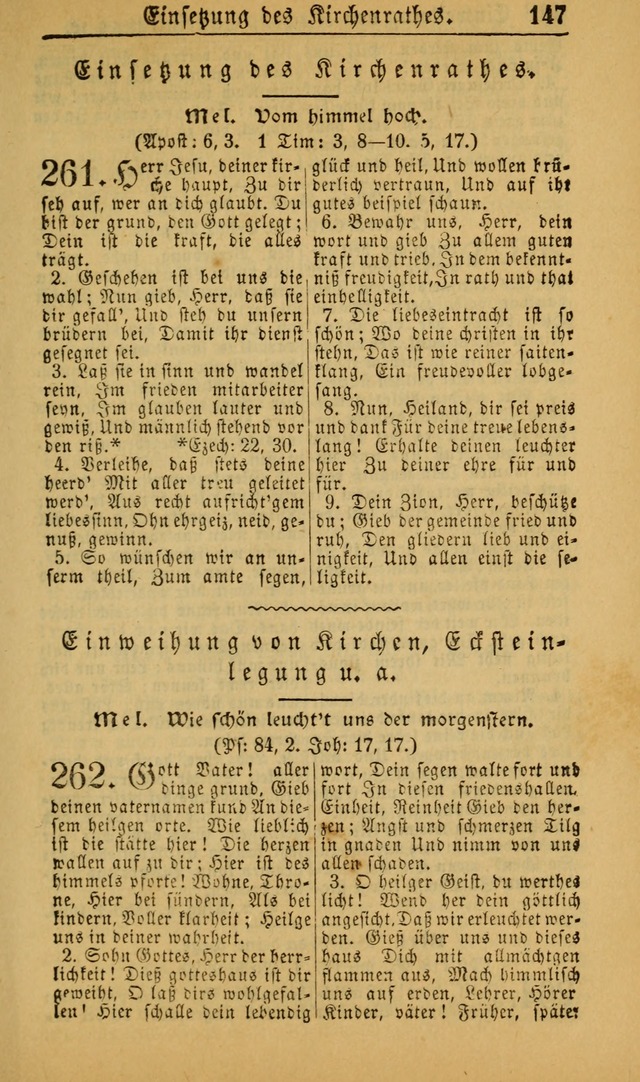 Einsetzung des Kirchenrathes. 147
Einsetzung des Kirchenrathes.
Mel. Vom himmel hoch.
(Apost: 6, 3. 1 Tim: 3, 8—10. 5, 17.)
261. Herr Jesu, deiner kir-
che haupt, Zu dir
seh auf, wer an dich glaubt. Du
bist der grund, den Gott gelegt;
Dein ist die kraft, die alles
trägt.
2. Geschehen ist bei uns die
wahl; Nun gieb, Herr, daß sie
dir gefall', Und steh du unsern
brüdern bei, Damit ihr dienst
gesegnet sei.
3. Laß sie in sinn und wandel
rein, Im frieden mitarbeiter
seyn, Im glauben lauter und
gewiß, Und männlich stehend vor
den riß.* *Ezech: 22, 30.
4. Verleihe, daß stets deine
heerd' Mit aller treu geleitet
werd', Aus recht aufricht'gem
liebessinn, Ohn ehrgeiz, neid, ge-
nuß, gewinn.
5. So wünschen wir an un-
serm theil, Zum amte segen,
glück und heil, Und wollen brü-
derlich vertraun, Und auf ihr
gutes beispiel schaun.
6. Bewahr uns, Herr, dein
wort und gieb Zu allem guten
kraft und trieb, In dem bekennt-
niß freudigkeit, In rath und that
einhelligkeit.
7. Die liebeseintracht ist so
schön; Wo deine christen in ihr
stehn, Das ist wie reiner saiten-
klang, Ein freudevoller lobge-
sang.
8. Nun, Heiland, dir sei preis
und dank Für deine treue lebens-
lang! Erhalte deinen leuchter
hier Zu deiner ehre für und
für.
9. Dein Zion, Herr, beschütze
du; Gieb der gemeinde fried und
ruh, Den gliedern lieb und ei-
nigkeit, Und allen einst die se-
ligkeit.
Einweihung von Kirchen, Eckstein-
legung u. a.
Mel. Wie schön leucht't uns der morgenstern.
(Ps: 84, 2. Joh: 17, 17.)
262. Gott Vater! aller
dinge grund, Gieb
deinen vaternamen kund An die-
sem heilgen orte. Wie lieblich
ist die stätte hier! Die herzen
wallen auf zu dir; Hier ist des
himmels pforte! Wohne, Thro-
ne, Hier bei sündern, Als bei
kindern, Voller klarheit; Heilge
uns in deiner wahrheit.
2. Sohn Gottes, Herr der herr-
lichkeit! Dieß gotteshaus ist dir
geweiht, O laß dirs wohlgefal-
len! Hier schalle dein lebendig
wort, Dein segen walte fort und
fort In diesen friedenshallen.
Einheit, Reinheit Gieb den her-
zen; Angst und schmerzen Tilg
in gnaden Und nimm von uns
allen schaden.
3. O heilger Geist, du werthes
licht! Wend her dein göttlich
angesicht, Daß wir erleuchtet wer-
den. Gieß über uns und dieses
haus Dich mit allmächtgen
flammen aus, Mach himmlisch
uns auf erden, Lehrer, Hörer
Kinder, väter! Früher, später